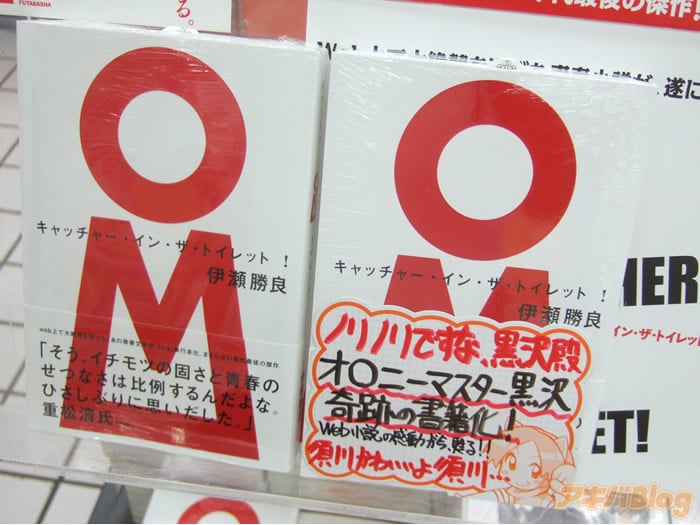 FUTABASHA
る。
最後の傑作!
遂に
O
キャッチャー・イン・ザ・トイレット!
伊瀬勝良
M
「そう、イチモツの固さと青春の
せつなさは比例するんだよな。
ひさしぶりに思いだした。」
重松清氏
キャッチャー・イン・ザ・トイレット!
伊瀬勝良
ノリノリですな、黒沢殿
オ〇ニーマスター黒沢
奇跡の書籍化!
Web小説の感動から、甦る!!
須川かわいいよ須川…
HER
イン・ザ・トイレット
ET!
アキバBlog